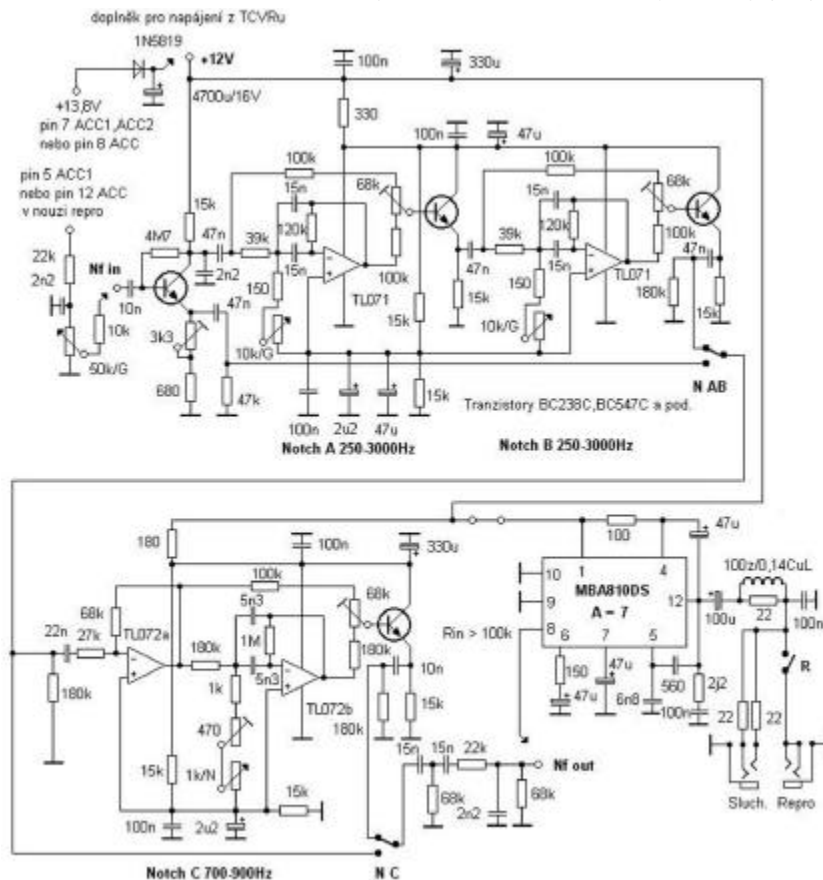 doplněk pro napájení z TCVRu
1N5819
+12V
100n
330u
4700u/16V
+13,8V
pin 7 ACC1,ACC2
nebo pin 8 ACC
330
100n
47u
pin 5 ACC1
nebo pin 12 ACC
v nouzi repro
100k
68k
100k
68k
15k
15n
15n
4M7
47n
39k
120k
100k
39k
120k
100k
22k
2n2
Nf in
2n2
15n
TL071
47n
15n
TL071
47n
10n
47n
150
15k
150
180k
10k
3k3
10k/G
15k
10k/G
15k
50k/G
680
47k
15k
N AB
100n
2u2
47u
Tranzistory BC238C,BC547C a pod.
Notch A 250-3000Hz
Notch B 250-3000Hz
180
100n
330u
100
47u
1
4
100z/0,14CuL
100k
68k
10
MBA810DS
12
68k
5n3
9
A = 7
100u
22
100n
22n
27k
TL072a
180k
1M
180k
Rin > 100k
8
6
7
5
5n3
10n
150
47u
560
2j2
R
180k
1k
TL072b
180k
15k
47u
6n8
100n
22
22
470
15n
15n
22k
Nf out
15k
1k/N
15k
68k
2n2
68k
Sluch.
Repro
100n
2u2
Notch C 700-900Hz
N C